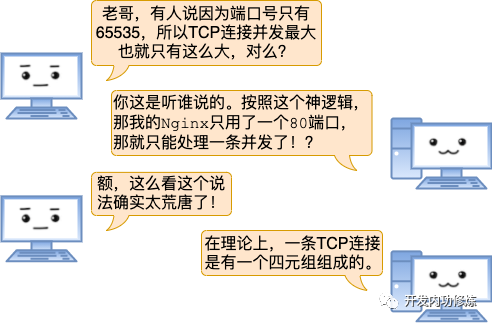 老哥，有人说因为端口号只有
65535，所以TCP连接并发最大
也就只有这么大，对么？
你这是听谁说的。按照这个神逻辑，
那我的Nginx只用了一个80端口，
那就只能处理一条并发了！？
额，这么看这个说
法确实太荒唐了！
在理论上，一条TCP连接
是有一个四元组组成的。
开发内功修炼